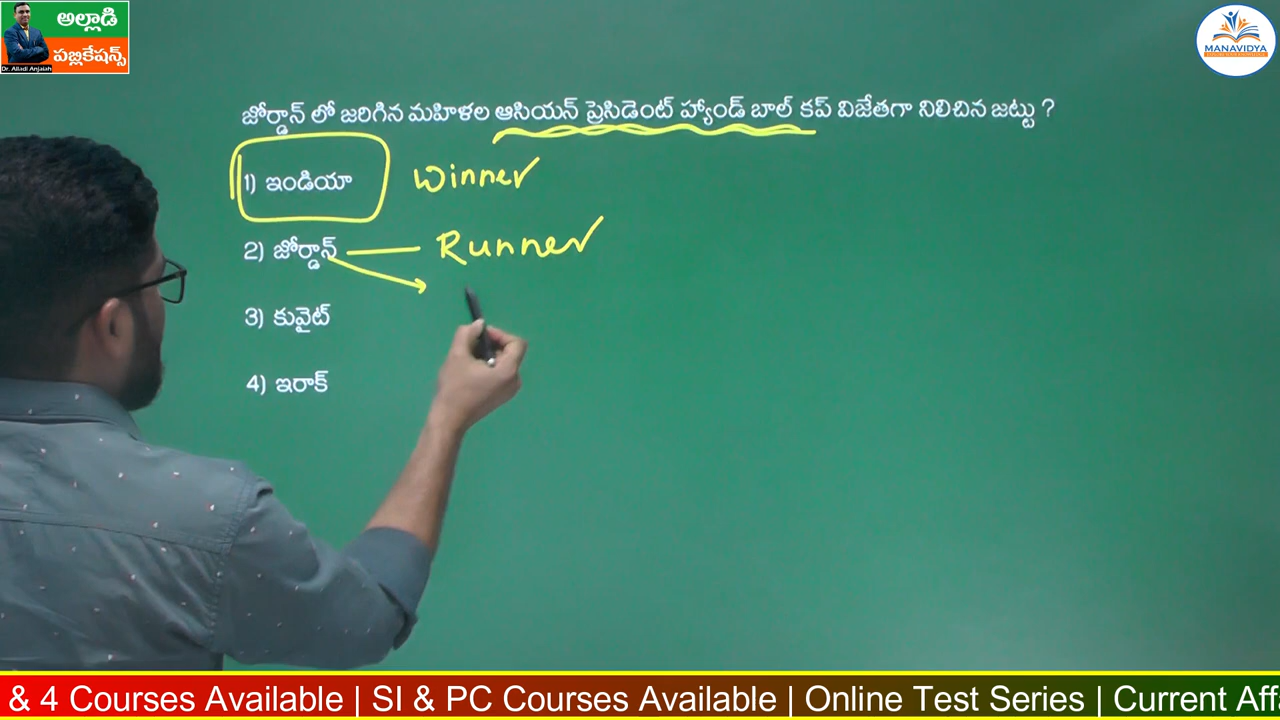 అల్లాడి
పబ్లికేషన్స్
Dr. Alladi Anjaiah
MANAVIDYA
జోర్డాన్ లో జరిగిన మహిళల ఆసియన్ ప్రెసిడెంట్ హ్యాండ్ బాల్ కప్ విజేతగా నిలిచిన జట్టు ?
1) ఇండియా Winner
2) జోర్డాన్ Runner
3) కువైట్
4) ఇరాక్
& 4 Courses Available | SI & PC Courses Available | Online Test Series | Current Aff